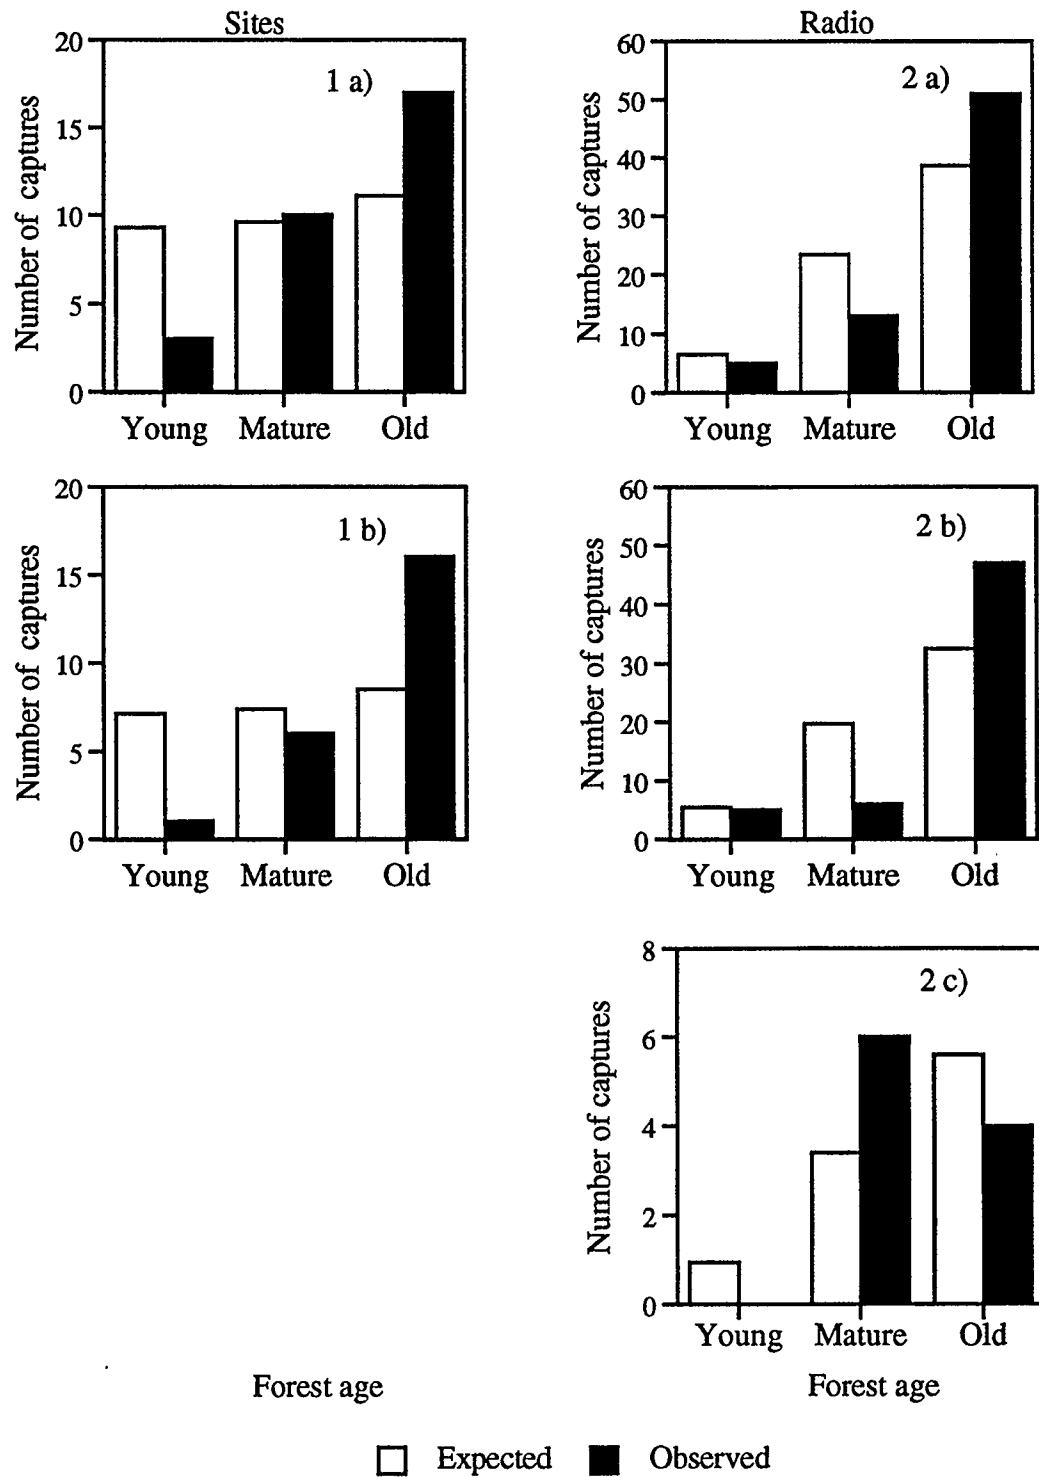 Sites
20
15
10
5
0
Number of captures
1 a)
Young Mature Old
Radio
60
50
40
30
20
10
0
Number of captures
2 a)
Young Mature Old
20
15
10
5
0
Number of captures
1 b)
Young Mature Old
60
50
40
30
20
10
0
Number of captures
2 b)
Young Mature Old
8
6
4
2
0
Number of captures
2 c)
Young Mature Old
Forest age
Forest age
Expected Observed